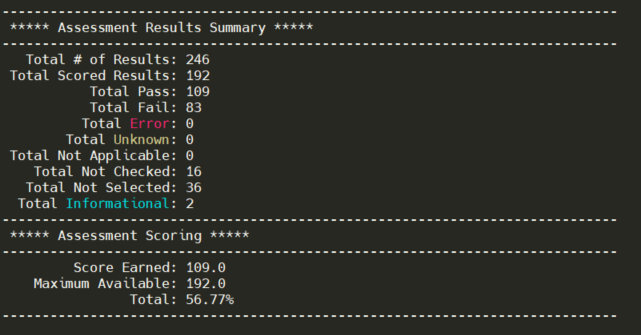 --------------------------------------------------------------------------------
***** Assessment Results Summary *****
--------------------------------------------------------------------------------
Total # of Results: 246
Total Scored Results: 192
Total Pass: 109
Total Fail: 83
Total Error: 0
Total Unknown: 0
Total Not Applicable: 0
Total Not Checked: 16
Total Not Selected: 36
Total Informational: 2
--------------------------------------------------------------------------------
***** Assessment Scoring *****
--------------------------------------------------------------------------------
Score Earned: 109.0
Maximum Available: 192.0
Total: 56.77%
--------------------------------------------------------------------------------